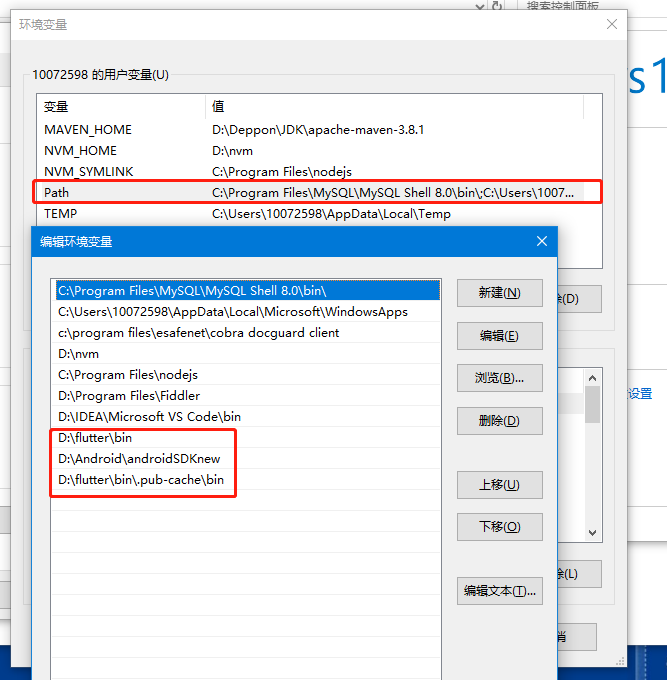 搜索控制面板
环境变量
s1
10072598 的用户变量(U)
变量 值
MAVEN_HOME D:\Deppon\JDK\apache-maven-3.8.1
NVM_HOME D:\nvm
NVM_SYMLINK C:\Program Files\nodejs
Path C:\Program Files\MySQL\MySQL Shell 8.0\bin\;C:\Users\1007...
TEMP C:\Users\10072598\AppData\Local\Temp
编辑环境变量
C:\Program Files\MySQL\MySQL Shell 8.0\bin\
新建(N)
除(D)
C:\Users\10072598\AppData\Local\Microsoft\WindowsApps
c:\program files\esafenet\cobra docguard client
编辑(E)
D:\nvm
C:\Program Files\nodejs
浏览(B)...
D:\Program Files\Fiddler
设置
D:\IDEA\Microsoft VS Code\bin
删除(D)
D:\flutter\bin
D:\Android\androidSDKnew
D:\flutter\bin\.pub-cache\bin
上移(U)
下移(O)
除(L)
编辑文本(T)...
消